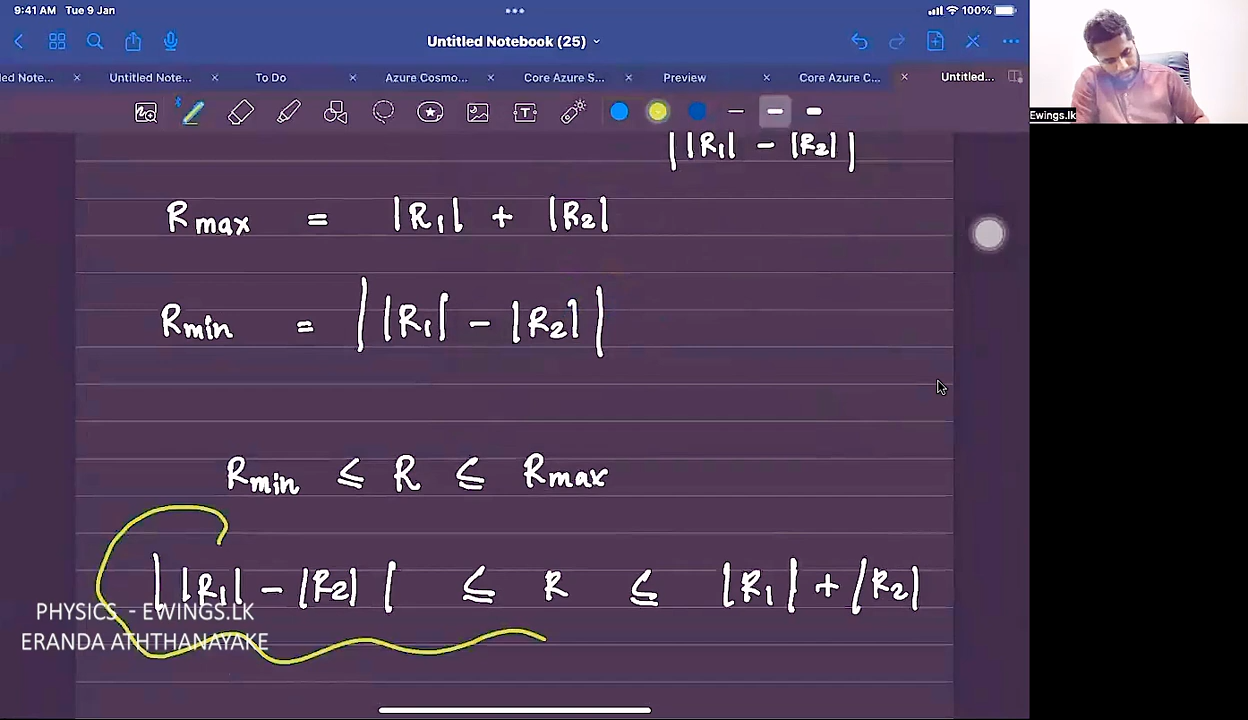 9:41 AM Tue 9 Jan
100%
Untitled Notebook (25)
led Note...
Untitled Note...
To Do
Azure Cosmo...
Core Azure S...
Preview
Core Azure C...
Untitled...
Ewings.lk
||R₁| - |R₂||
Rmax = |R₁| + |R₂|
Rmin = ||R₁| - |R₂||
Rmin ≤ R ≤ Rmax
||R₁| - |R₂|| ≤ R ≤ |R₁| + |R₂|
PHYSICS - EWINGS.LK
ERANDA ATHTHANAYAKE